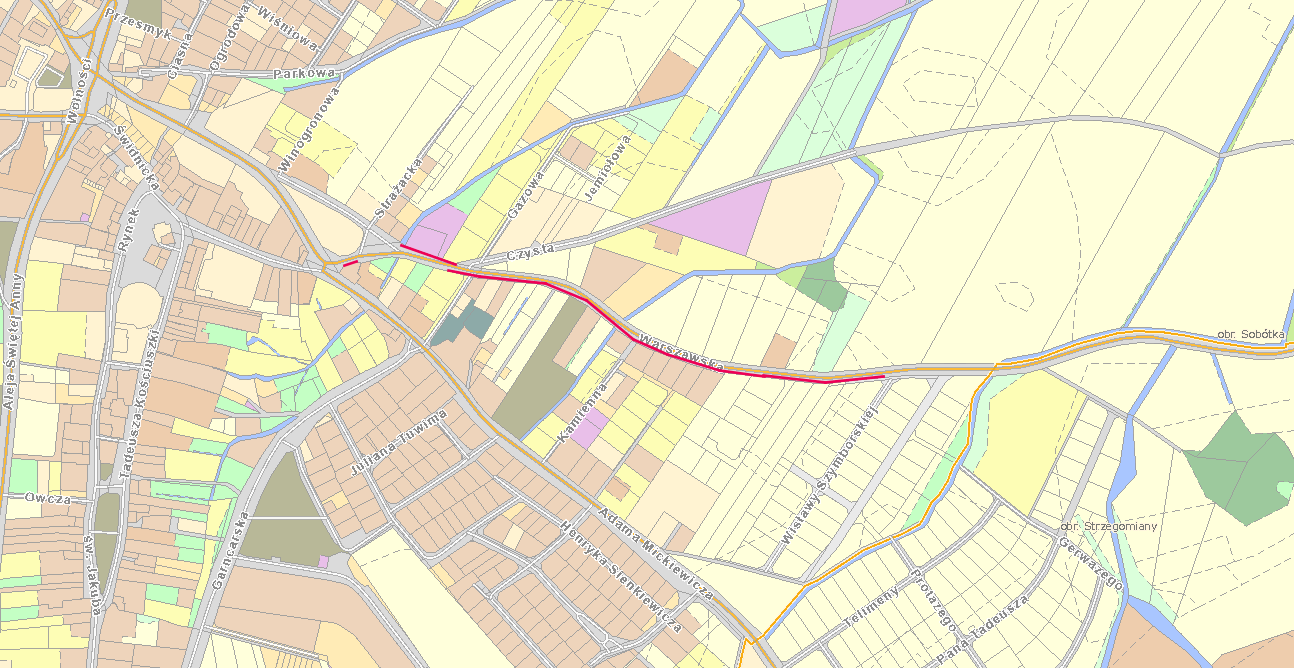 Przesmyk
Wiśniowa
Ogrodowa
Ciasna
Parkowa
Wolności
Winogronowa
Świdnicka
Strażacka
Jemiołowa
Gazowa
Rynek
Czysta
Aleja Świętej Anny
Tadeusza Kościuszki
Warszawska
obr. Sobótka
Kamienna
Juliana Tuwima
Wisławy Szymborskiej
Owcza
Garncarska
św. Jakuba
Adama Mickiewicza
Henryka Sienkiewicza
obr. Strzegomiany
Gerwazego
Protazego
Telimeny
Pana Tadeusza